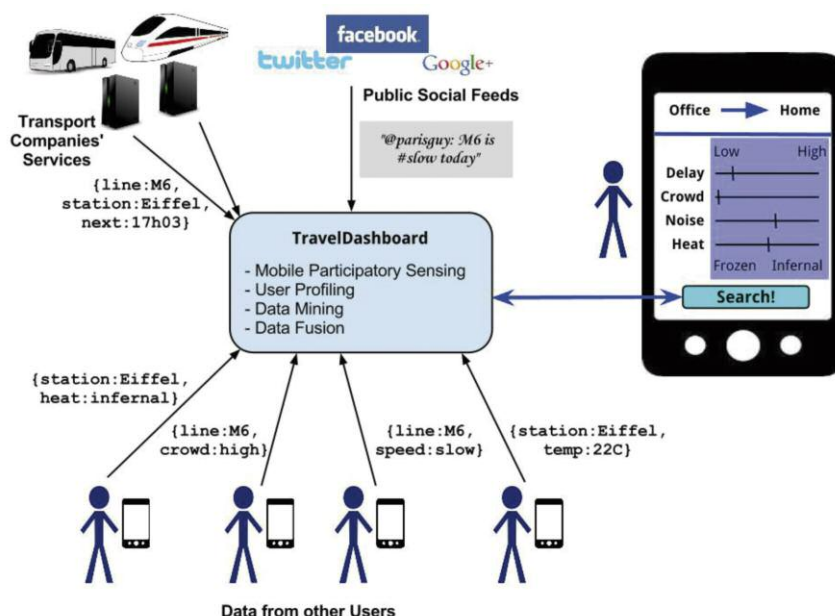 facebook
twitter
Google+
Transport
Companies'
Services
Public Social Feeds
"@parisguy: M6 is
#slow today"
{line:M6,
station:Eiffel,
next:17h03}
TravelDashboard
- Mobile Participatory Sensing
- User Profiling
- Data Mining
- Data Fusion
Office Home
Low High
Delay
Crowd
Noise
Heat
Frozen Infernal
Search!
{station:Eiffel,
heat:infernal}
{line:M6,
crowd:high}
{line:M6,
speed:slow}
{station:Eiffel,
temp:22C}
Data from other Users